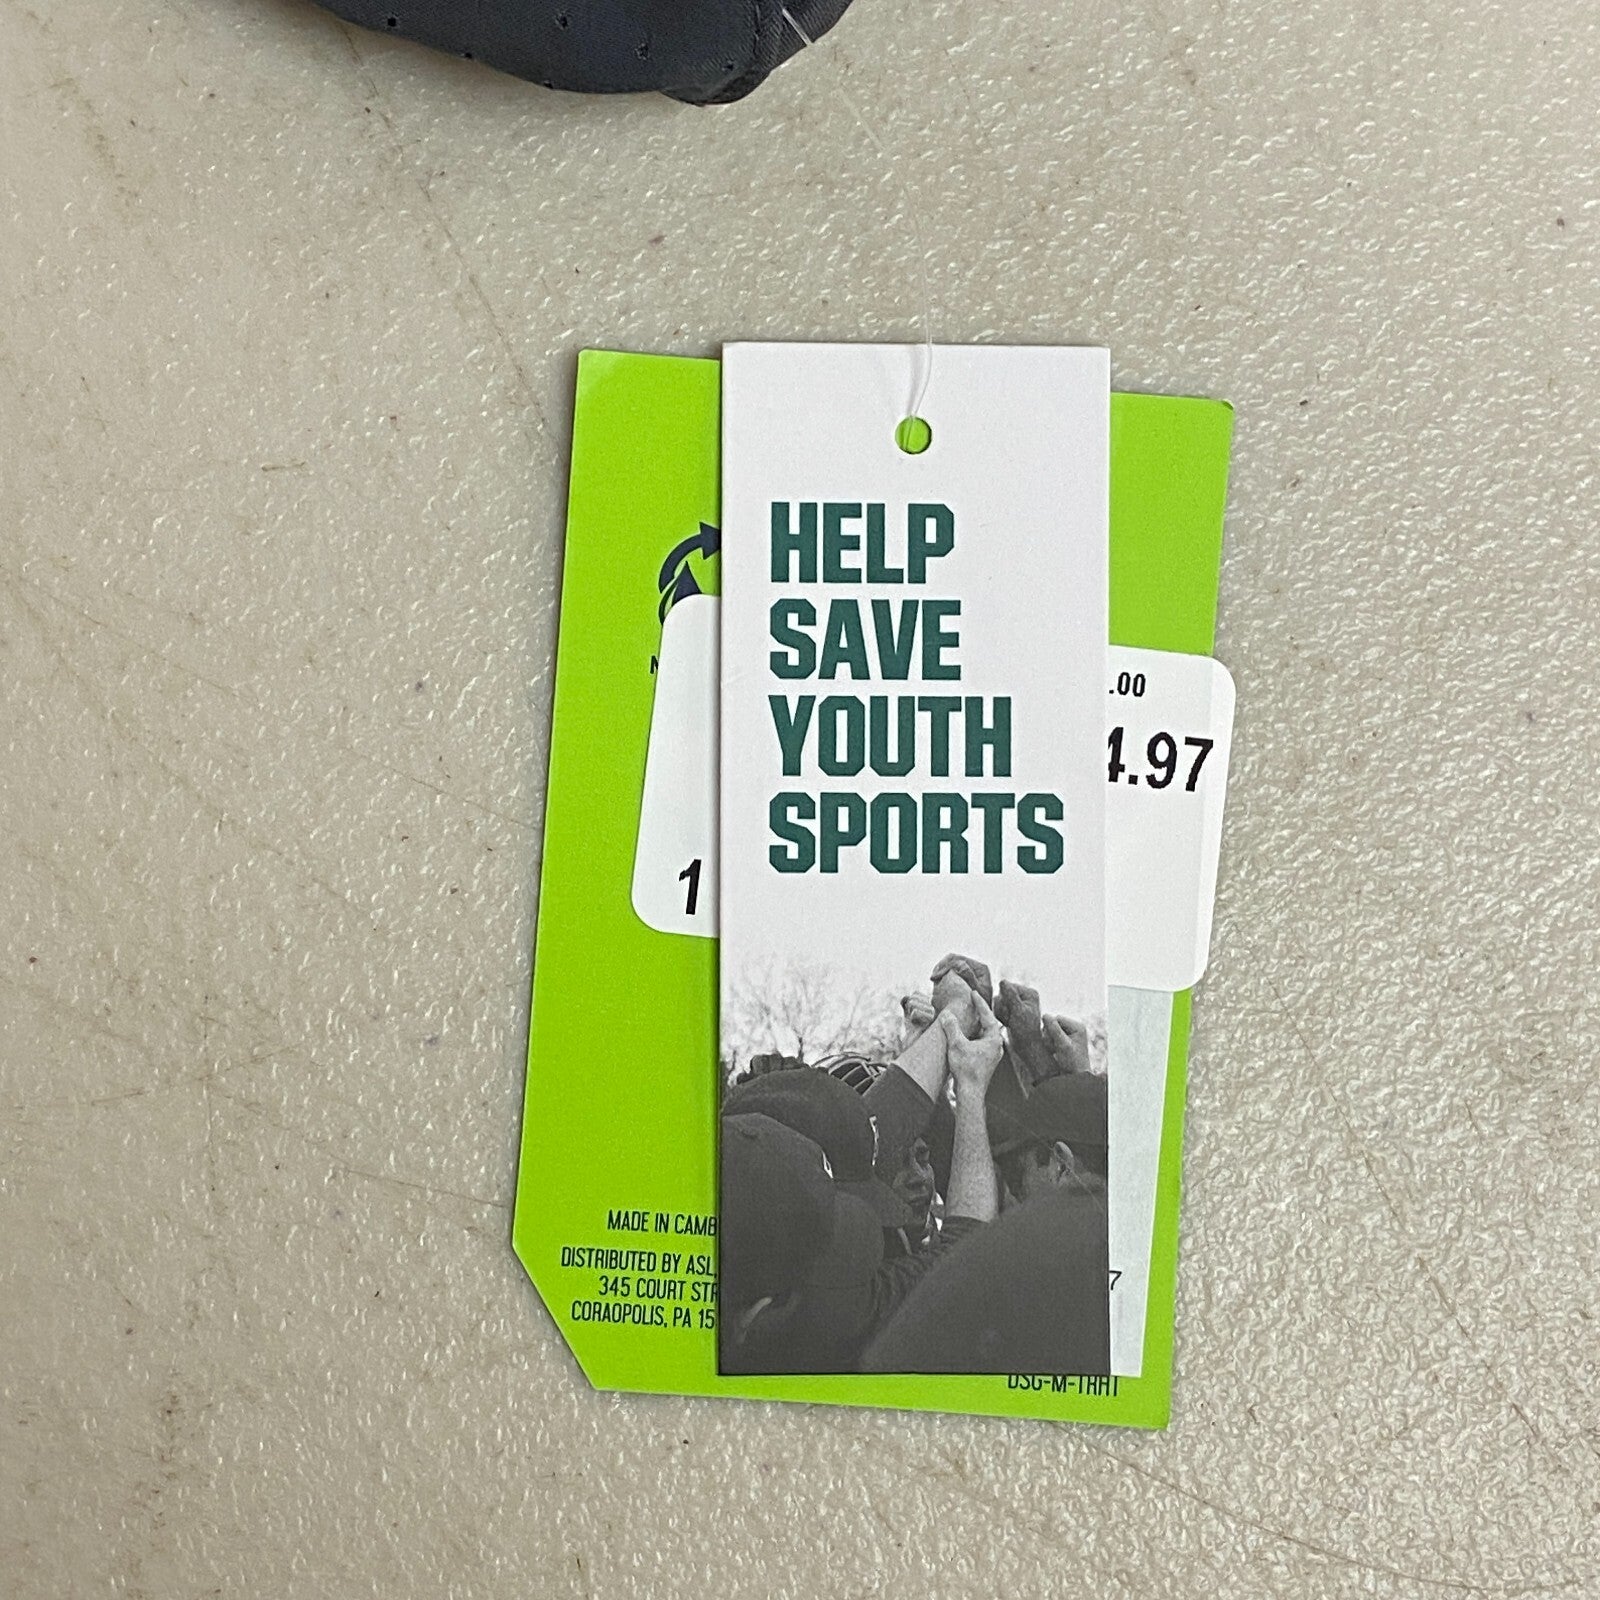 HELP
SAVE
YOUTH
SPORTS
.00
4.97
1
MADE IN CAMB
DISTRIBUTED BY ASL,
345 COURT STR
CORAOPOLIS, PA 15
7